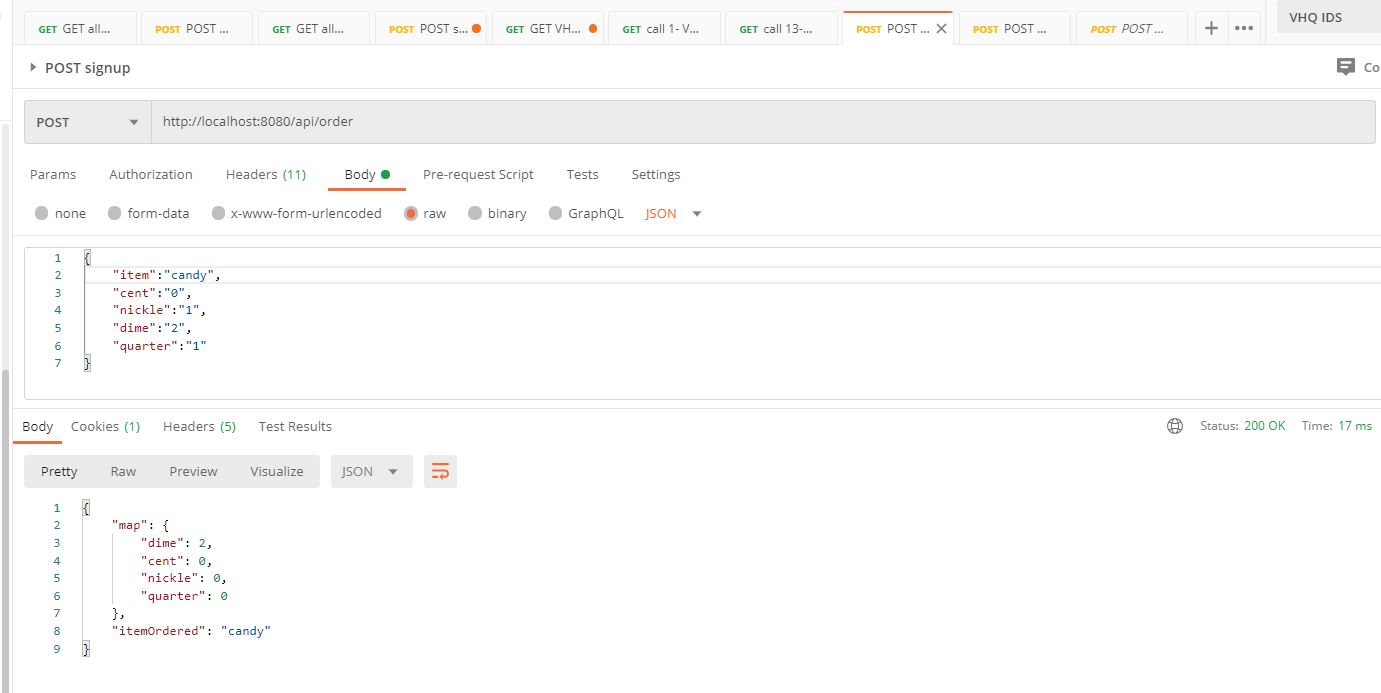 GET GET all...
POST POST ...
GET GET all...
POST POST s...
GET GET VH...
GET call 1- V...
GET call 13-...
POST POST ...
POST POST ...
POST POST ...
VHQ IDS
POST signup
Co
POST
http://localhost:8080/api/order
Params Authorization Headers (11) Body Pre-request Script Tests Settings
none form-data x-www-form-urlencoded raw binary GraphQL JSON
1 {
2 "item":"candy",
3 "cent":"0",
4 "nickle":"1",
5 "dime":"2",
6 "quarter":"1"
7 }
Body Cookies (1) Headers (5) Test Results Status: 200 OK Time: 17 ms
Pretty Raw Preview Visualize JSON
1 {
2 "map": {
3 "dime": 2,
4 "cent": 0,
5 "nickle": 0,
6 "quarter": 0
7 },
8 "itemOrdered": "candy"
9 }